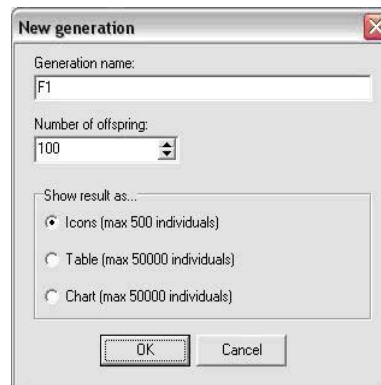 New generation
Generation name:
F1
Number of offspring:
100
Show result as...
Icons (max 500 individuals)
Table (max 50000 individuals)
Chart (max 50000 individuals)
OK Cancel